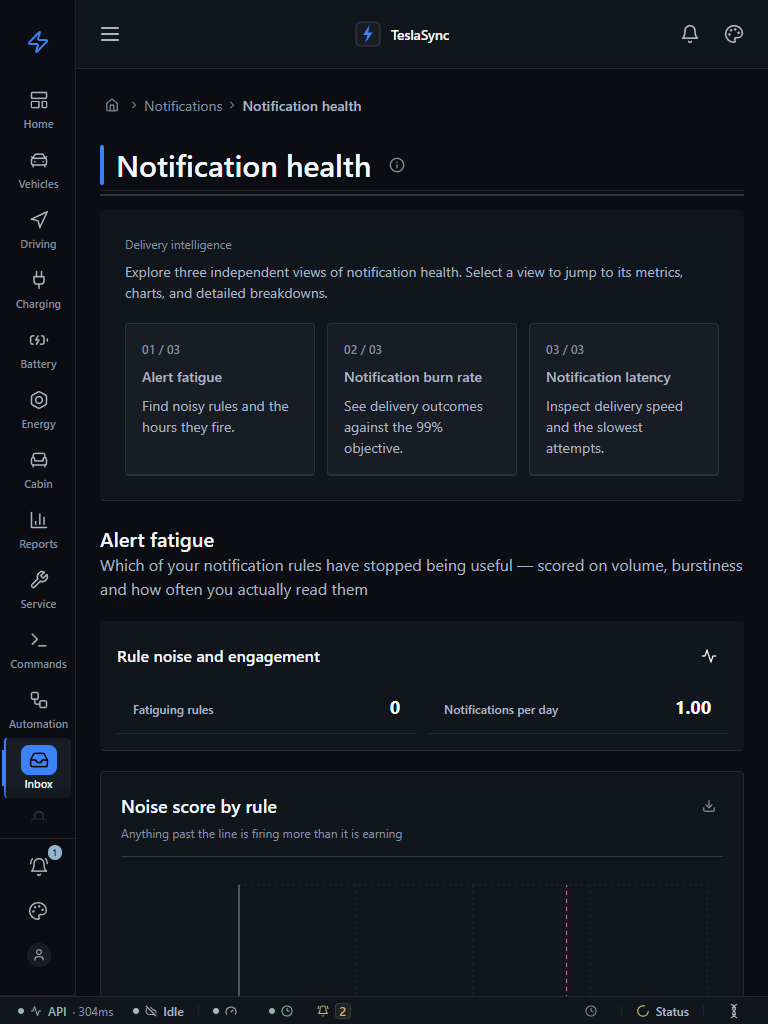 TeslaSync
Home
Vehicles
Driving
Charging
Battery
Energy
Cabin
Reports
Service
Commands
Automation
Inbox
1
Notifications > Notification health
Notification health
Delivery intelligence
Explore three independent views of notification health. Select a view to jump to its metrics,
charts, and detailed breakdowns.
01 / 03
Alert fatigue
Find noisy rules and the
hours they fire.
02 / 03
Notification burn rate
See delivery outcomes
against the 99%
objective.
03 / 03
Notification latency
Inspect delivery speed
and the slowest
attempts.
Alert fatigue
Which of your notification rules have stopped being useful — scored on volume, burstiness
and how often you actually read them
Rule noise and engagement
Fatiguing rules 0
Notifications per day 1.00
Noise score by rule
Anything past the line is firing more than it is earning
API · 304ms Idle 2 Status